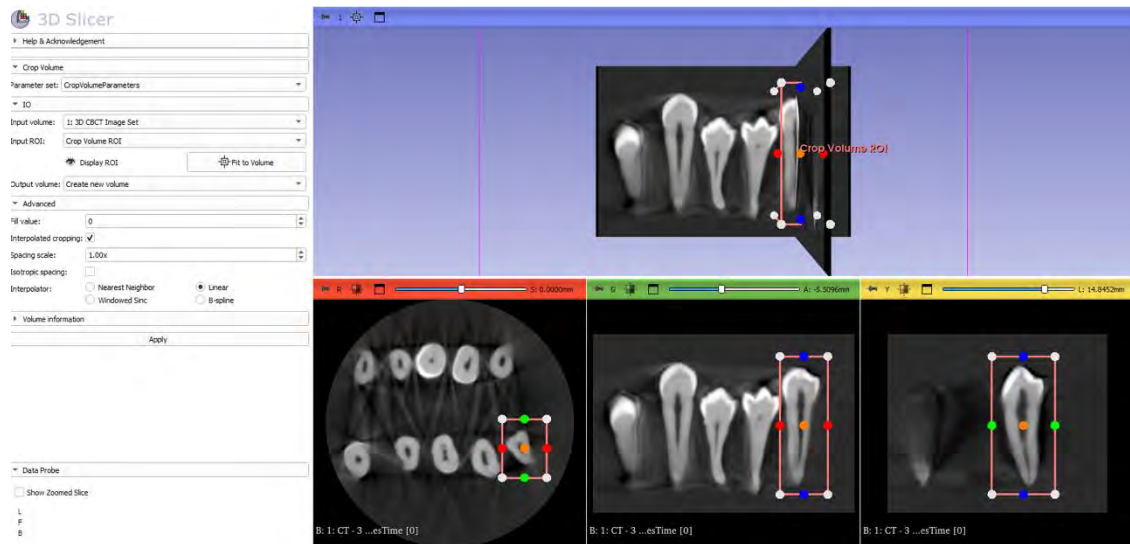 3D Slicer
Help & Acknowledgement
Crop Volume
Parameter set: CropVolumeParameters
IO
Input volume: 1: 3D CBCT Image Set
Input ROI: Crop Volume ROI
Display ROI Fit to Volume
Output volume: Create new volume
Advanced
Fill value: 0
Interpolated cropping:
Spacing scale: 1.00x
Isotropic spacing:
Interpolator: Nearest Neighbor Linear
Windowed Sinc B-spline
Volume information
Apply
Data Probe
Show Zoomed Slice
L
F
B
1
Crop Volume ROI
R S: 0.0000mm
B: 1: CT - 3 ...esTime [0]
G A: -5.5096mm
B: 1: CT - 3 ...esTime [0]
Y L: 14.8452mm
B: 1: CT - 3 ...esTime [0]